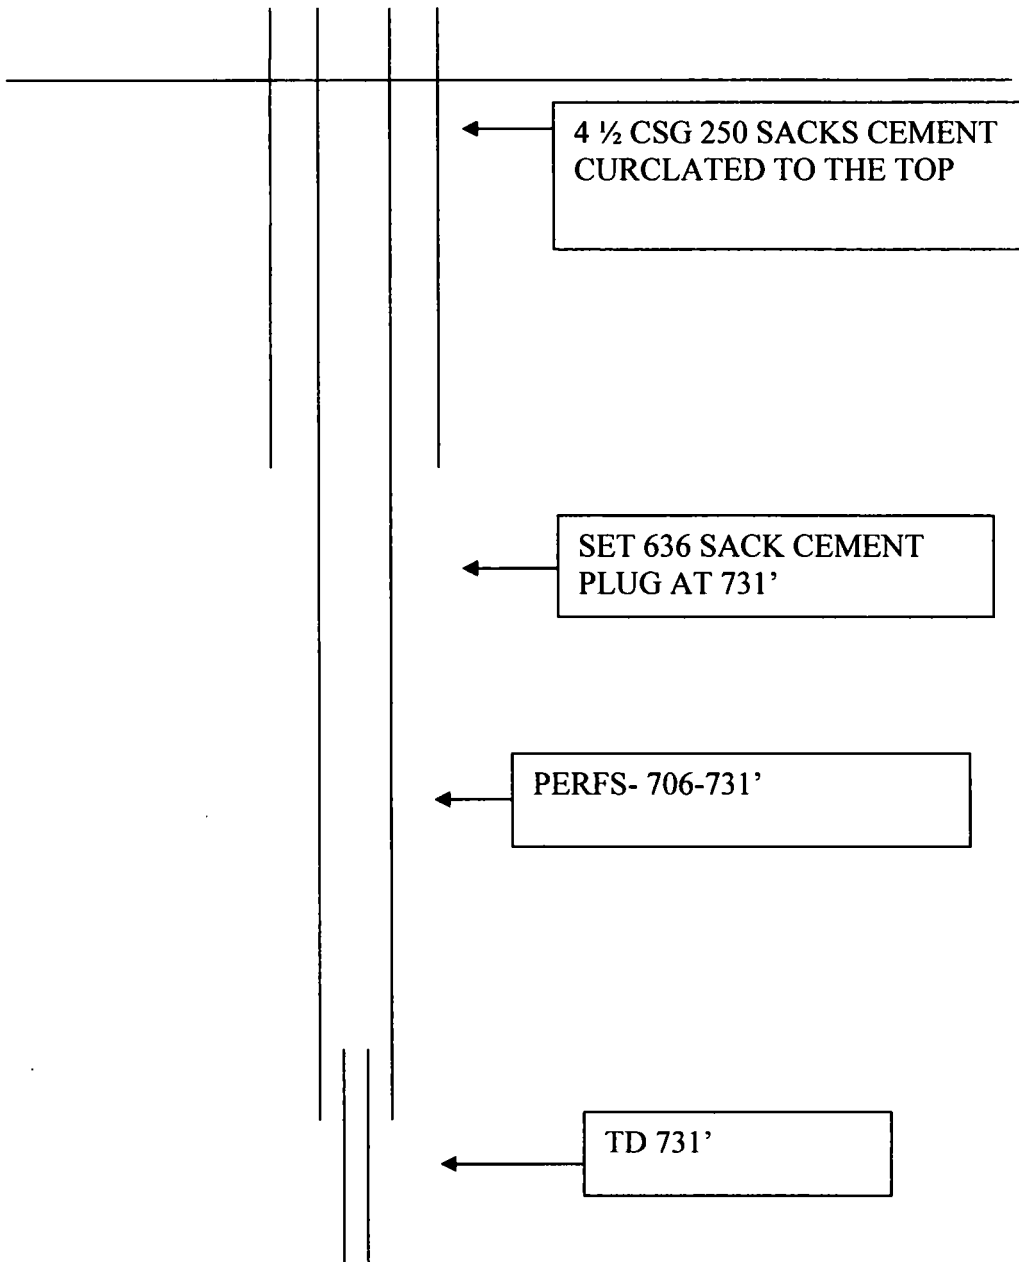 4 ½ CSG 250 SACKS CEMENT
CURCLATED TO THE TOP
SET 636 SACK CEMENT
PLUG AT 731’
PERFS- 706-731’
TD 731’